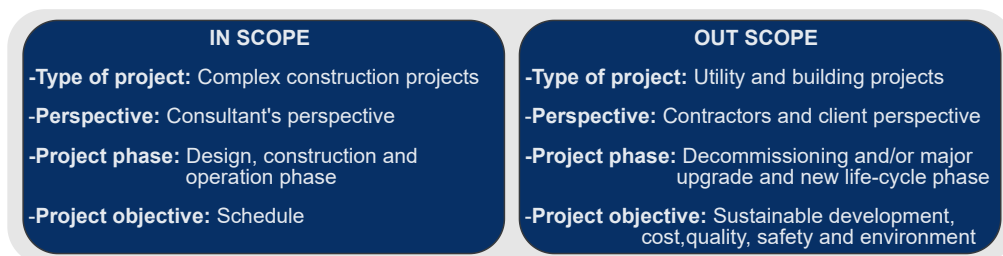 IN SCOPE
-Type of project: Complex construction projects
-Perspective: Consultant's perspective
-Project phase: Design, construction and
operation phase
-Project objective: Schedule
OUT SCOPE
-Type of project: Utility and building projects
-Perspective: Contractors and client perspective
-Project phase: Decommissioning and/or major
upgrade and new life-cycle phase
-Project objective: Sustainable development,
cost,quality, safety and environment